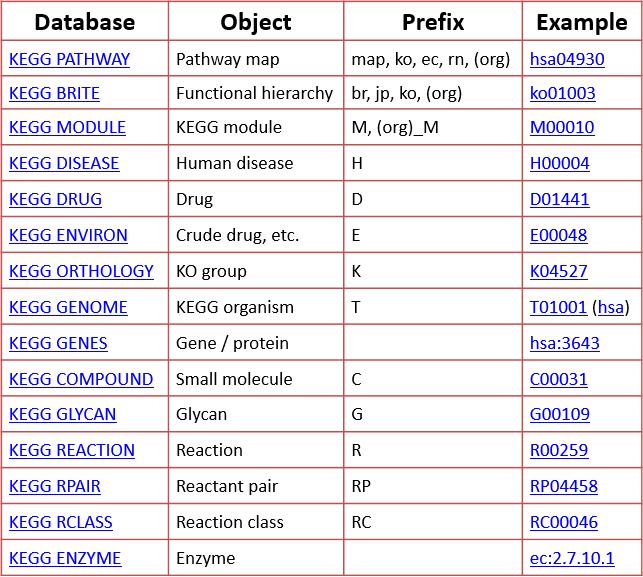 Database Object Prefix Example
KEGG PATHWAY Pathway map map, ko, ec, rn, (org) hsa04930
KEGG BRITE Functional hierarchy br, jp, ko, (org) ko01003
KEGG MODULE KEGG module M, (org)_M M00010
KEGG DISEASE Human disease H H00004
KEGG DRUG Drug D D01441
KEGG ENVIRON Crude drug, etc. E E00048
KEGG ORTHOLOGY KO group K K04527
KEGG GENOME KEGG organism T T01001 (hsa)
KEGG GENES Gene / protein hsa:3643
KEGG COMPOUND Small molecule C C00031
KEGG GLYCAN Glycan G G00109
KEGG REACTION Reaction R R00259
KEGG RPAIR Reactant pair RP RP04458
KEGG RCLASS Reaction class RC RC00046
KEGG ENZYME Enzyme ec:2.7.10.1